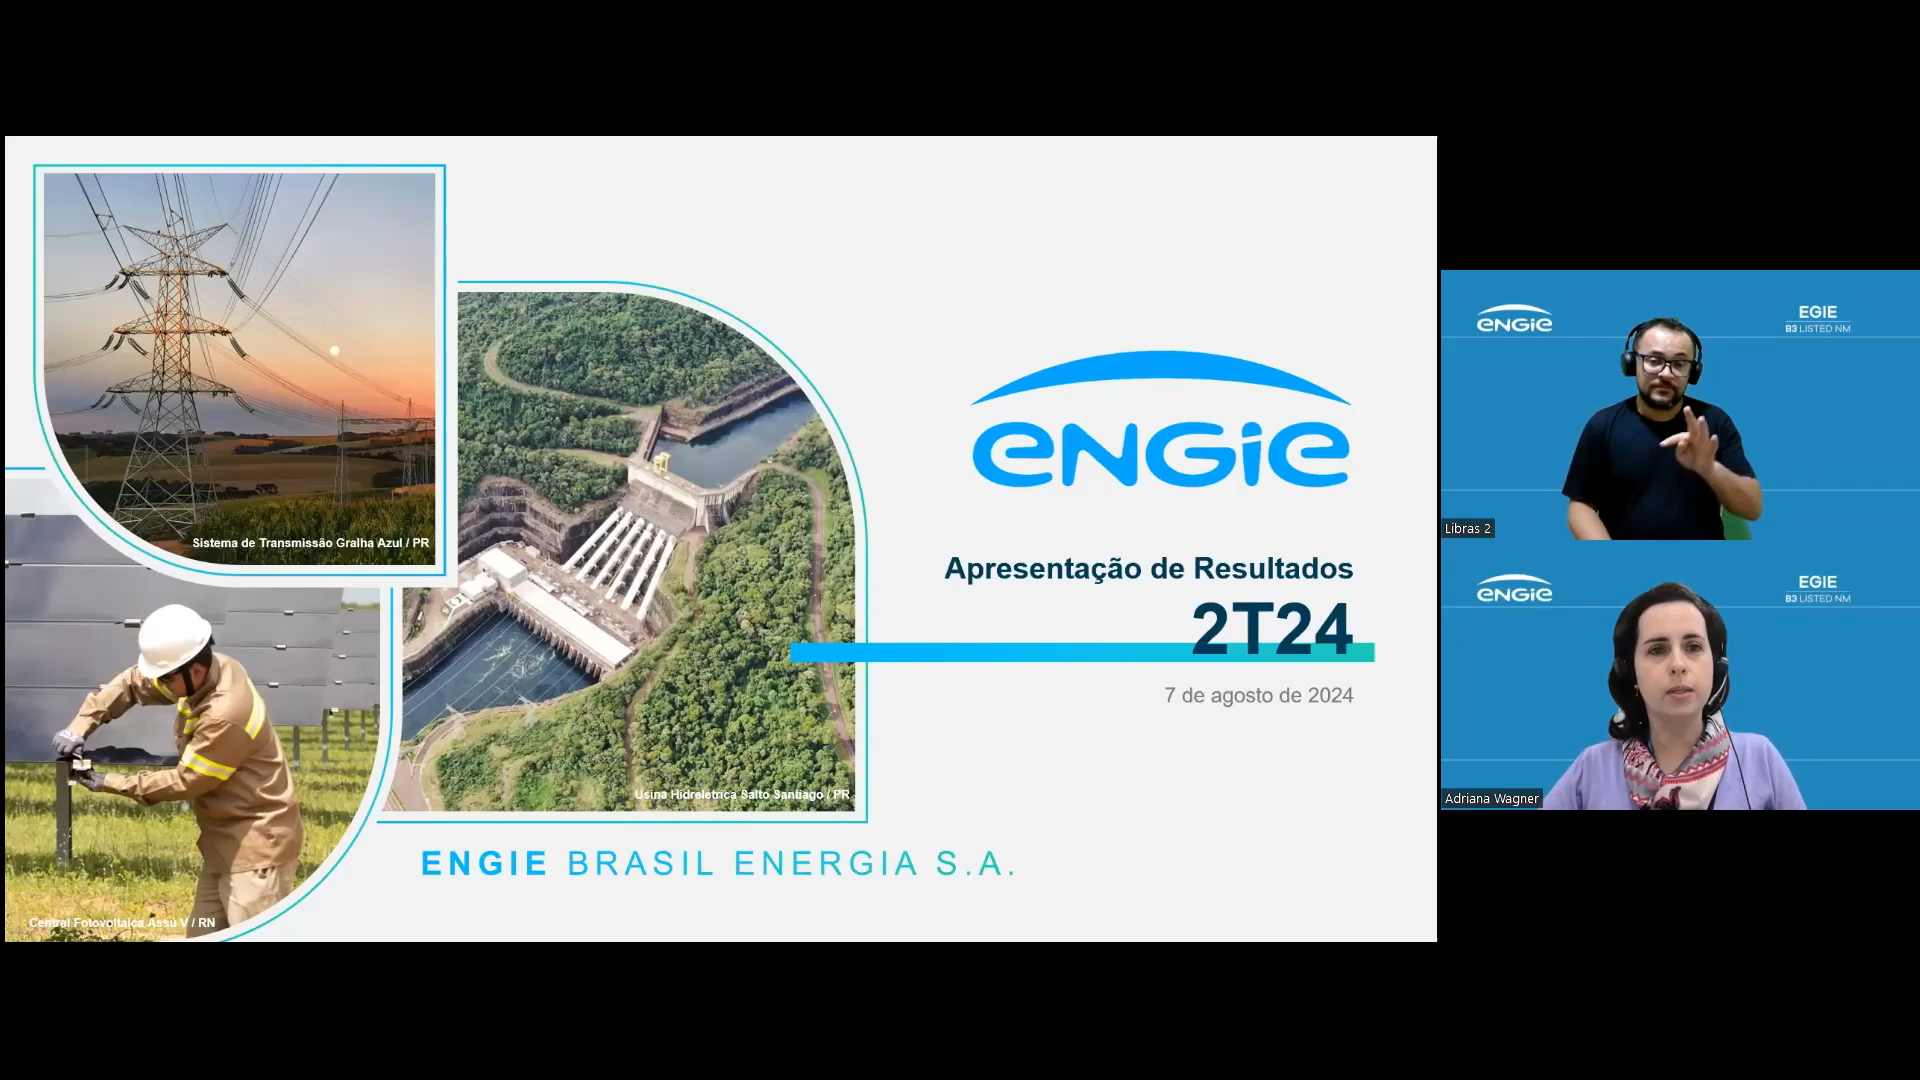 Sistema de Transmissão Gralha Azul / PR
Usina Hidrelétrica Salto Santiago / PR
Central Fotovoltaica Assú V / RN
ENGIE
Apresentação de Resultados
2T24
7 de agosto de 2024
ENGIE BRASIL ENERGIA S.A.
ENGIE
EGIE
B3 LISTED NM
Libras 2
ENGIE
EGIE
B3 LISTED NM
Adriana Wagner